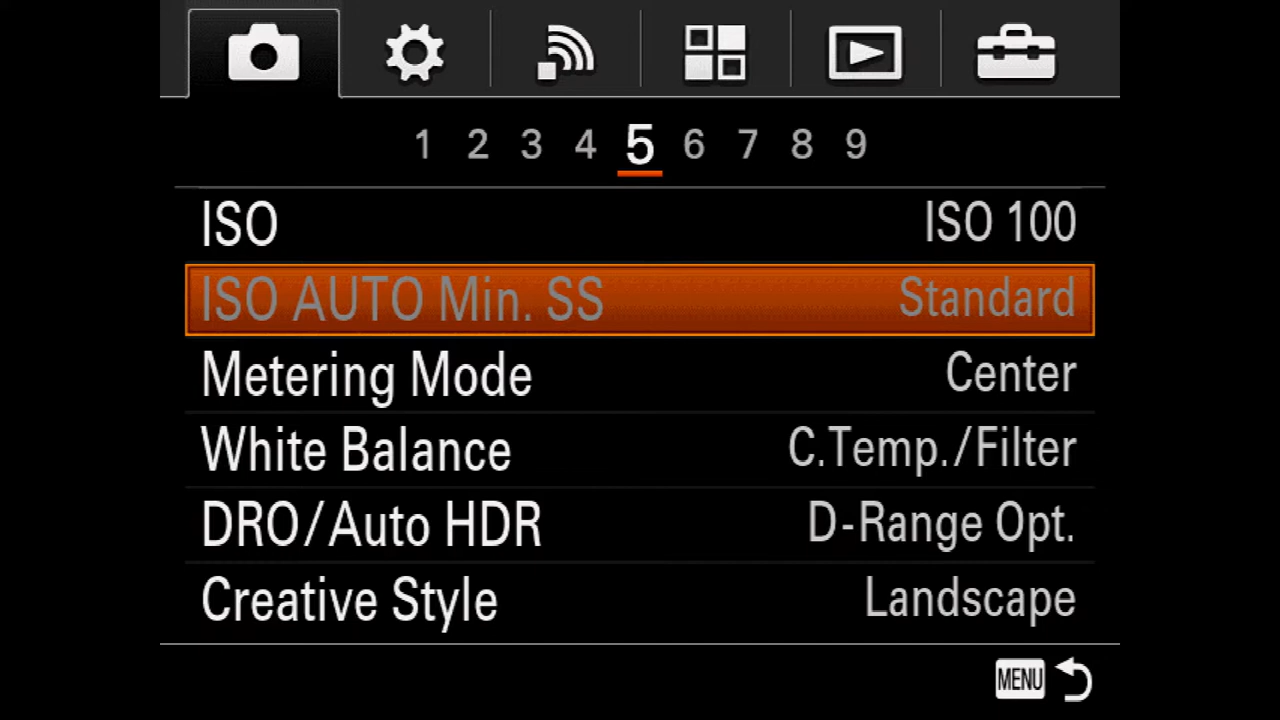 1 2 3 4 5 6 7 8 9
ISO ISO 100
ISO AUTO Min. SS Standard
Metering Mode Center
White Balance C.Temp./Filter
DRO/Auto HDR D-Range Opt.
Creative Style Landscape
MENU